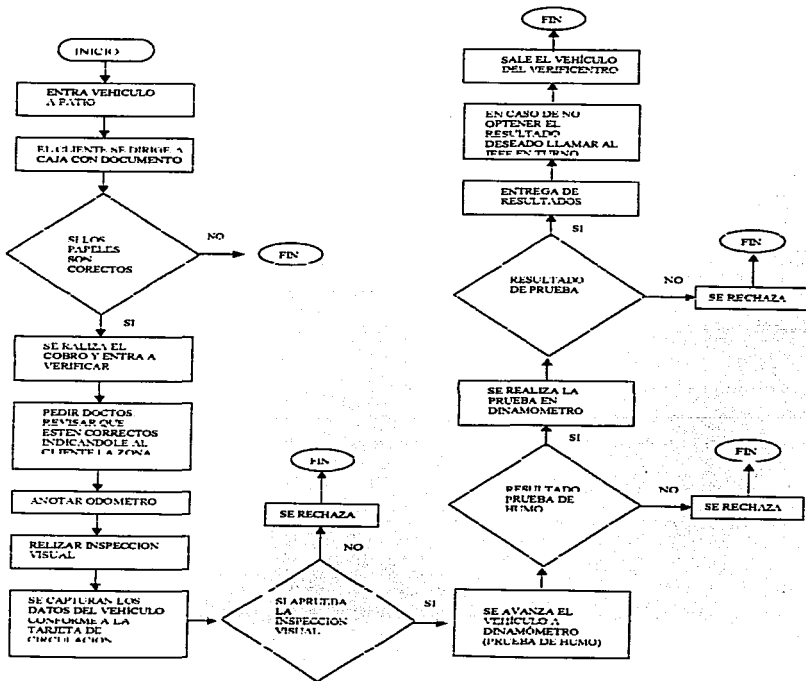 INICIO
ENTRA VEHICULO
A PATIO
EL CLIENTE SE DIRIGE A
CAJA CON DOCUMENTO
SI LOS
PAPELES
SON
CORECTOS
NO
FIN
SI
SE RALIZA EL
COBRO Y ENTRA A
VERIFICAR
PEDIR DOCTOS
REVISAR QUE
ESTEN CORRECTOS
INDICANDOLE AL
CLIENTE LA ZONA
ANOTAR ODOMETRO
RELIZAR INSPECCION
VISUAL
SE CAPTURAN LOS
DATOS DEL VEHICULO
CONFORME A LA
TARJETA DE
CIRCULACION
SI APRUEBA
LA
INSPECCION
VISUAL
NO
SE RECHAZA
FIN
SI
SE AVANZA EL
VEHÍCULO A
DINAMÓMETRO
(PRUEBA DE HUMO)
RESULTADO
PRUEBA DE
HUMO
NO
SE RECHAZA
FIN
SI
SE REALIZA LA
PRUEBA EN
DINAMOMETRO
RESULTADO
DE PRUEBA
NO
SE RECHAZA
FIN
SI
ENTREGA DE
RESULTADOS
EN CASO DE NO
OPTENER EL
RESULTADO
DESEADO LLAMAR AL
JEFE EN TURNO
SALE EL VEHÍCULO
DEL VERIFICENTRO
FIN